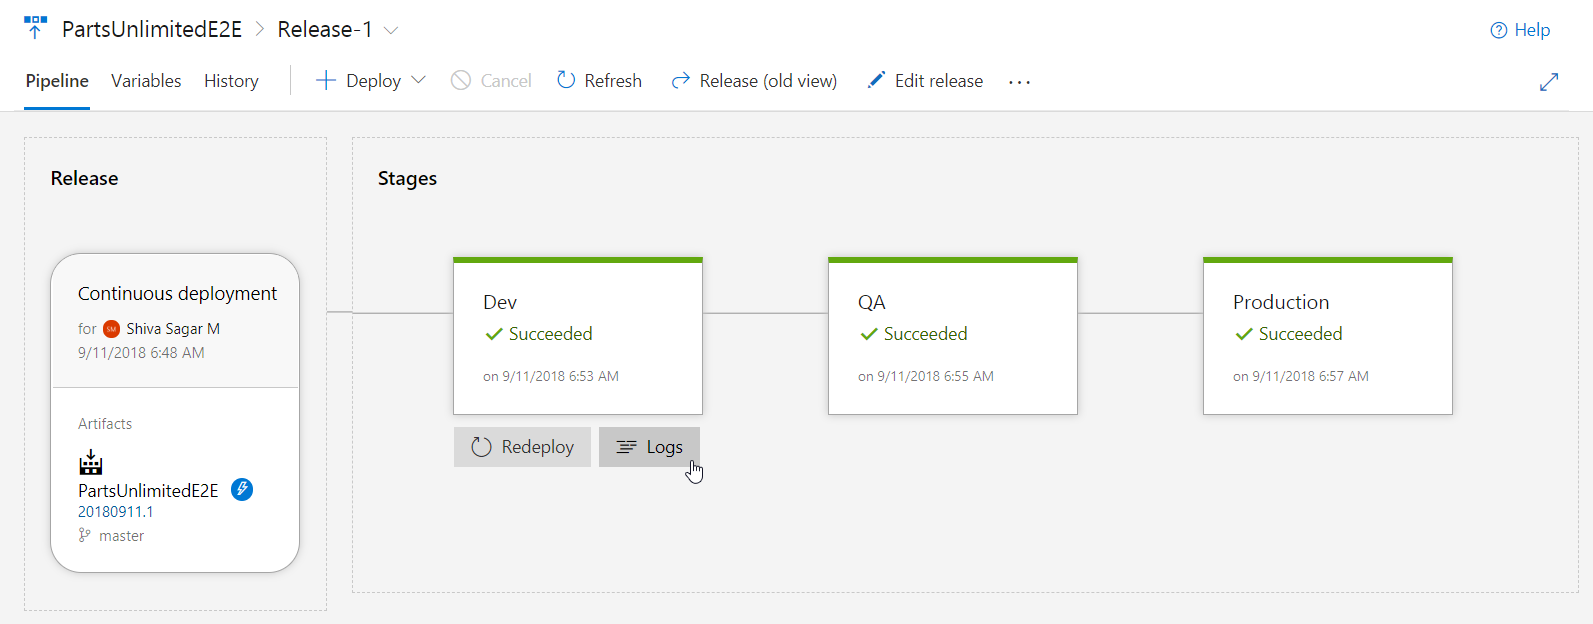 PartsUnlimitedE2E > Release-1
Help
Pipeline Variables History Deploy Cancel Refresh Release (old view) Edit release ...
Release
Stages
Continuous deployment
for SM Shiva Sagar M
9/11/2018 6:48 AM
Artifacts
PartsUnlimitedE2E
20180911.1
master
Dev
Succeeded
on 9/11/2018 6:53 AM
Redeploy Logs
QA
Succeeded
on 9/11/2018 6:55 AM
Production
Succeeded
on 9/11/2018 6:57 AM